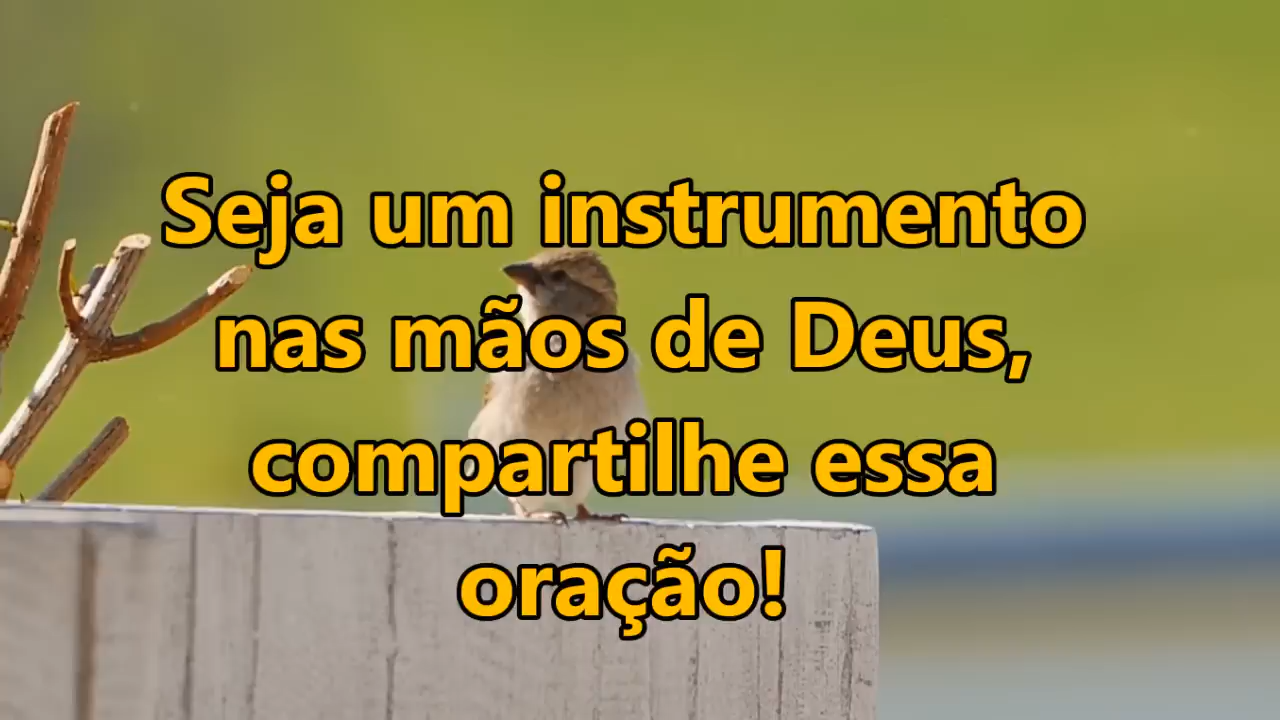 Seja um instrumento
nas mãos de Deus,
compartilhe essa
oração!